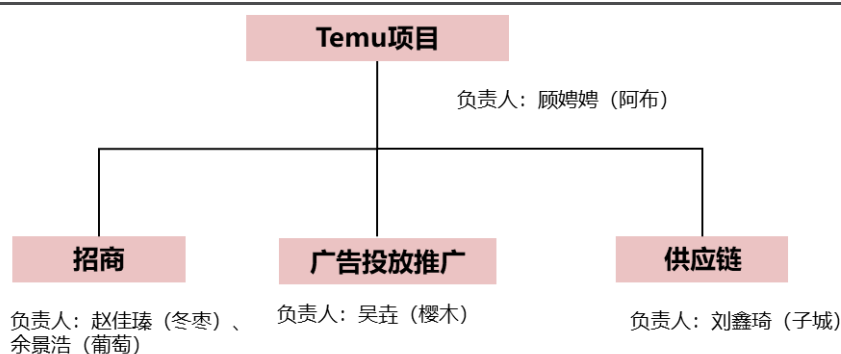 Temu项目
负责人：顾娉娉（阿布）
招商
广告投放推广
供应链
负责人：赵佳瑧（冬枣）、
余景浩（葡萄）
负责人：吴垚（樱木）
负责人：刘鑫琦（子城）